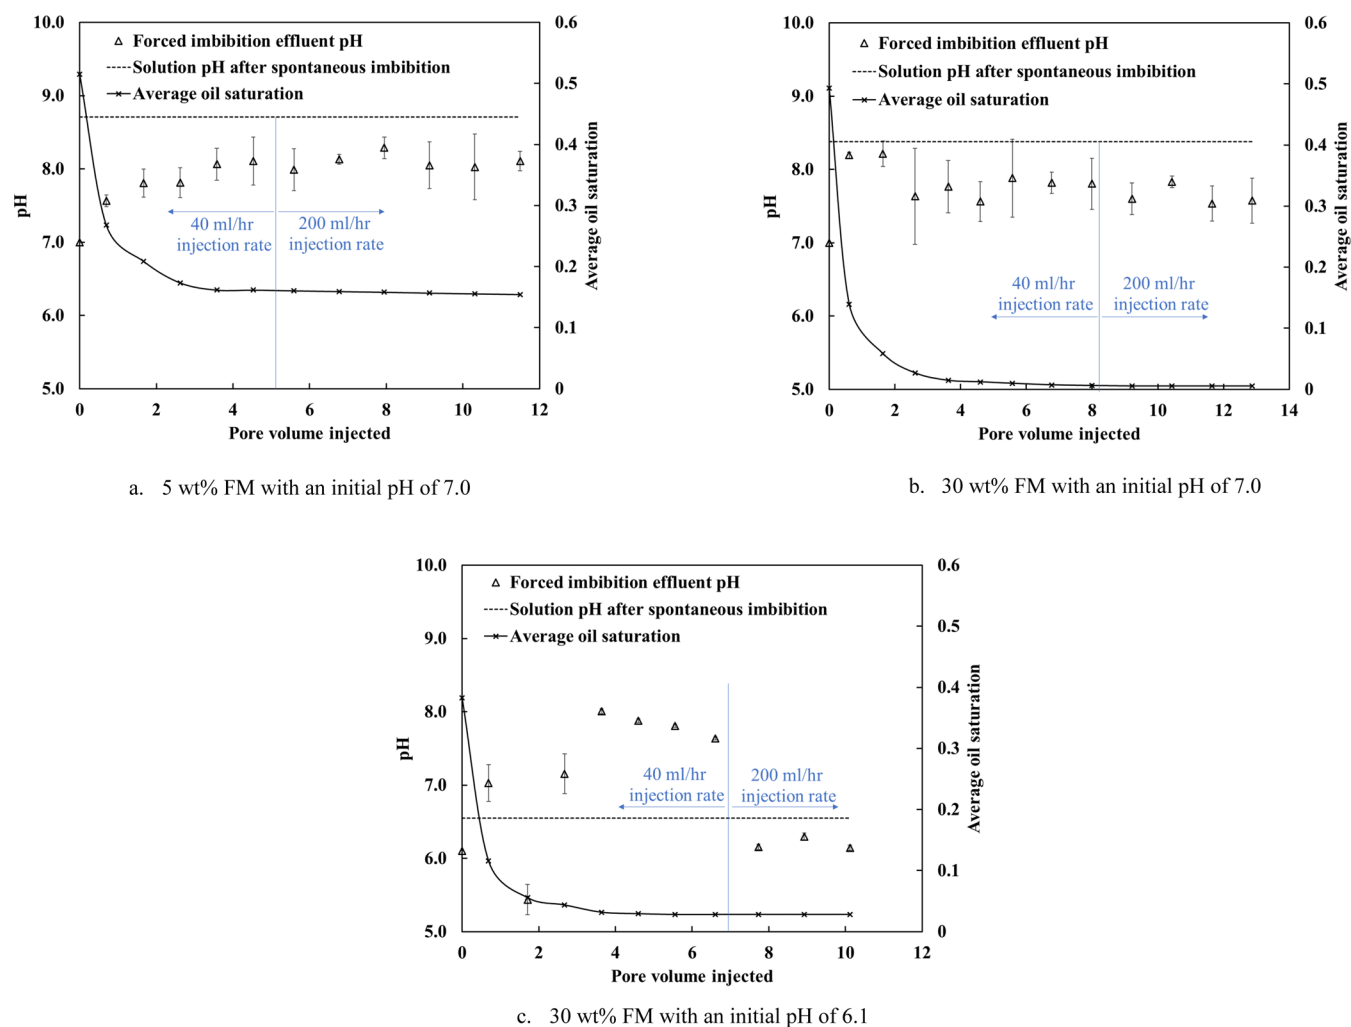 10.0
9.0
8.0
7.0
6.0
5.0
pH
0.6
0.5
0.4
0.3
0.2
0.1
0
Average oil saturation
Forced imbibition effluent pH
Solution pH after spontaneous imbibition
Average oil saturation
40 ml/hr
injection rate
200 ml/hr
injection rate
0 2 4 6 8 10 12
Pore volume injected
a. 5 wt% FM with an initial pH of 7.0
10.0
9.0
8.0
7.0
6.0
5.0
pH
0.6
0.5
0.4
0.3
0.2
0.1
0
Average oil saturation
Forced imbibition effluent pH
Solution pH after spontaneous imbibition
Average oil saturation
40 ml/hr
injection rate
200 ml/hr
injection rate
0 2 4 6 8 10 12 14
Pore volume injected
b. 30 wt% FM with an initial pH of 7.0
10.0
9.0
8.0
7.0
6.0
5.0
pH
0.6
0.5
0.4
0.3
0.2
0.1
0
Average oil saturation
Forced imbibition effluent pH
Solution pH after spontaneous imbibition
Average oil saturation
40 ml/hr
injection rate
200 ml/hr
injection rate
0 2 4 6 8 10 12
Pore volume injected
c. 30 wt% FM with an initial pH of 6.1